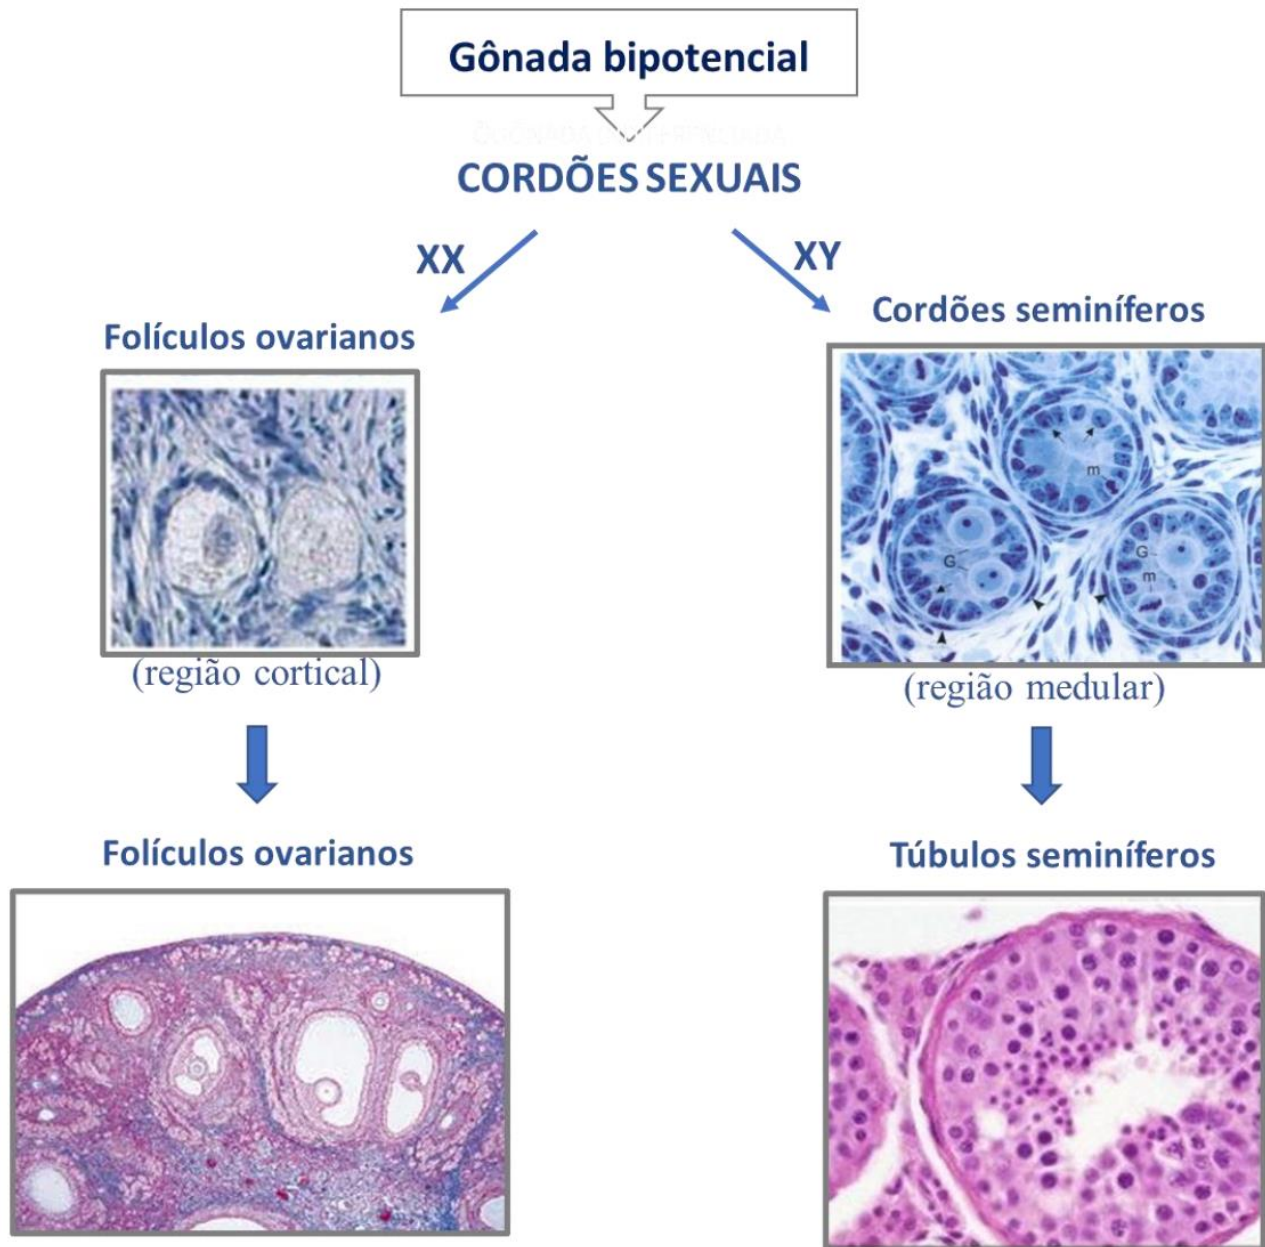 Gônada bipotencial
CORDÕES SEXUAIS
XX
XY
Folículos ovarianos
Cordões seminíferos
m
G
G
m
(região cortical)
(região medular)
Folículos ovarianos
Túbulos seminíferos